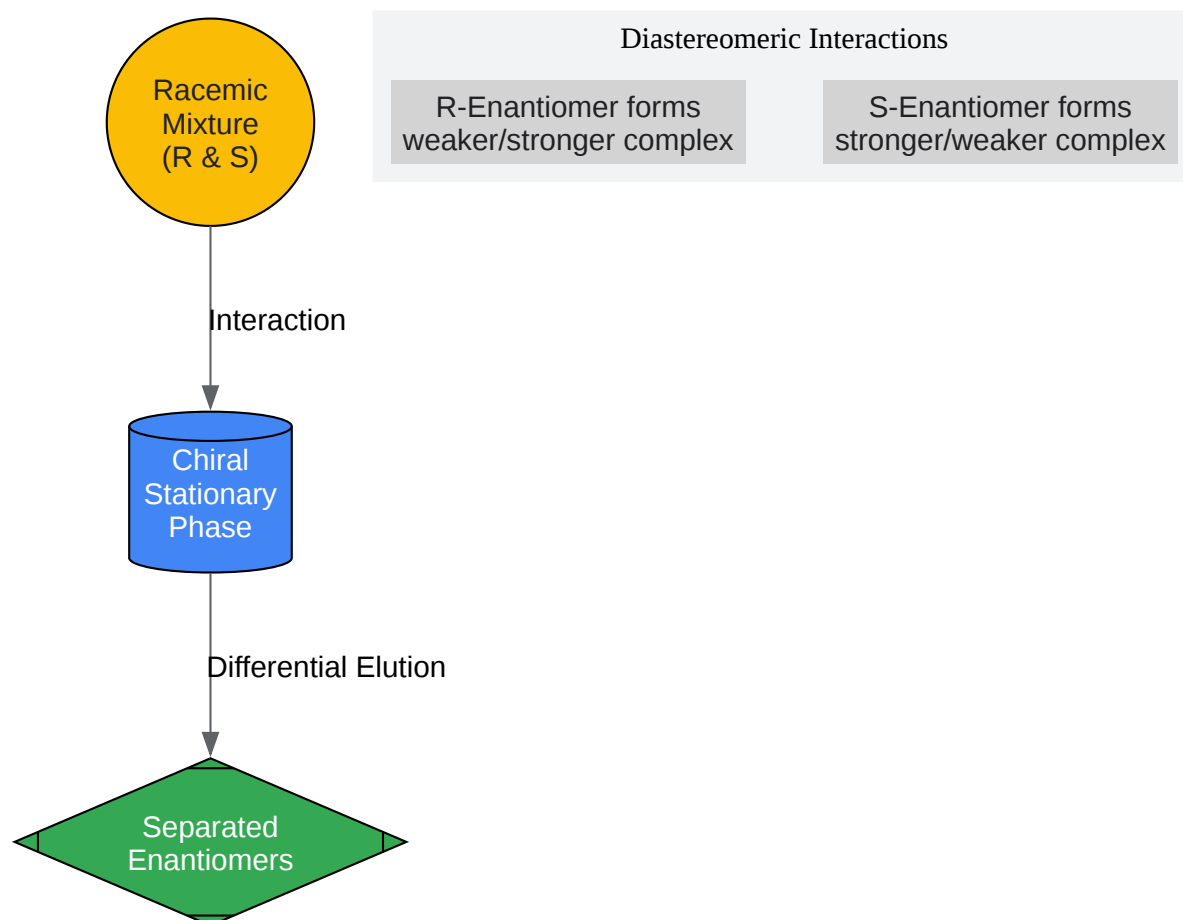 Racemic
Mixture
(R & S)
Diastereomeric Interactions
R-Enantiomer forms
weaker/stronger complex
S-Enantiomer forms
stronger/weaker complex
Interaction
Chiral
Stationary
Phase
Differential Elution
Separated
Enantiomers